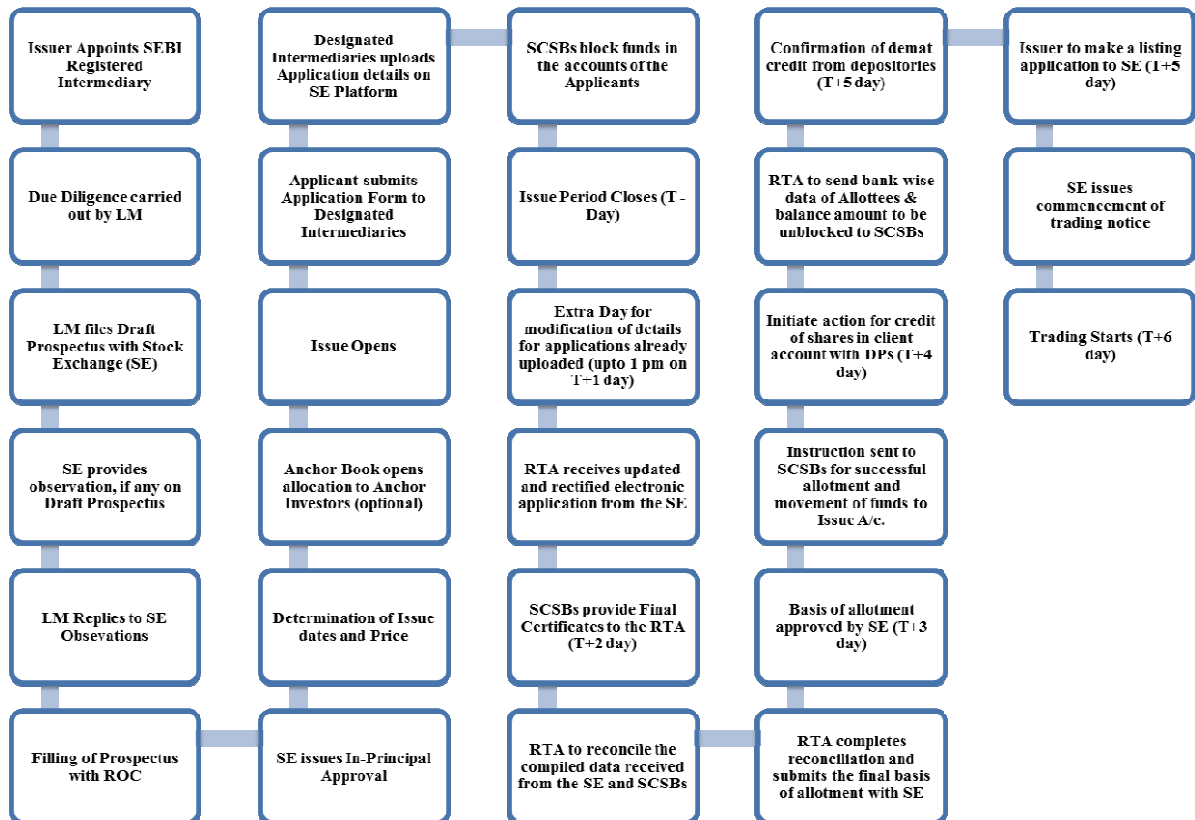 Issuer Appoints SEBI
Registered
Intermediary
Due Diligence carried
out by LM
LM files Draft
Prospectus with Stock
Exchange (SE)
SE provides
observation, if any on
Draft Prospectus
LM Replies to SE
Obsevations
Filling of Prospectus
with ROC
SE issues In-Principal
Approval
Determination of Issue
dates and Price
Anchor Book opens
allocation to Anchor
Investors (optional)
Issue Opens
Applicant submits
Application Form to
Designated
Intermediaries
Designated
Intermediaries uploads
Application details on
SE Platform
SCSBs block funds in
the accounts of the
Applicants
Issue Period Closes (T -
Day)
Extra Day for
modification of details
for applications already
uploaded (upto 1 pm on
T+1 day)
RTA receives updated
and rectified electronic
application from the SE
SCSBs provide Final
Certificates to the RTA
(T+2 day)
RTA to reconcile the
compiled data received
from the SE and SCSBs
RTA completes
reconciliation and
submits the final basis
of allotment with SE
Basis of allotment
approved by SE (T+3
day)
Instruction sent to
SCSBs for successful
allotment and
movement of funds to
Issue A/c.
Initiate action for credit
of shares in client
account with DPs (T+4
day)
RTA to send bank wise
data of Allottees &
balance amount to be
unblocked to SCSBs
Confirmation of demat
credit from depositories
(T+5 day)
Issuer to make a listing
application to SE (T+5
day)
SE issues
commencement of
trading notice
Trading Starts (T+6
day)